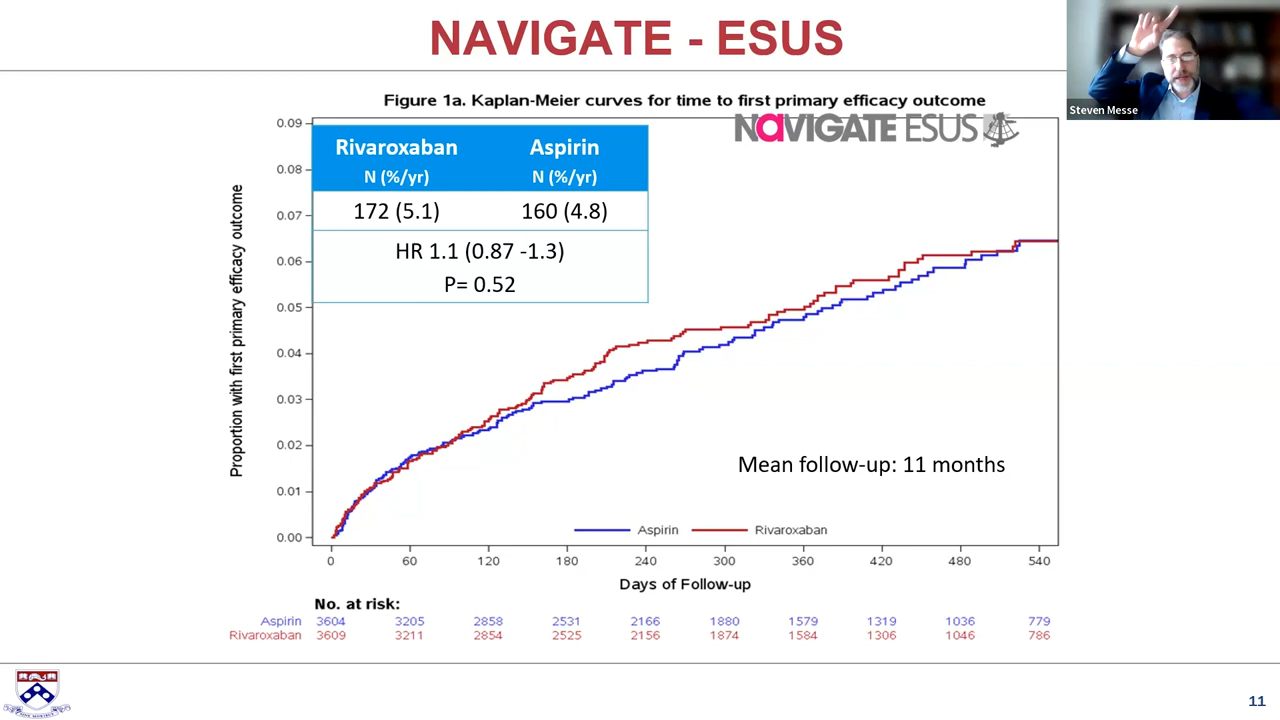 NAVIGATE - ESUS
Steven Messe
Figure 1a. Kaplan-Meier curves for time to first primary efficacy outcome
NAVIGATE ESUS
Rivaroxaban Aspirin
N (%/yr) N (%/yr)
172 (5.1) 160 (4.8)
HR 1.1 (0.87 -1.3)
P= 0.52
Proportion with first primary efficacy outcome
0.09
0.08
0.07
0.06
0.05
0.04
0.03
0.02
0.01
0.00
Mean follow-up: 11 months
Aspirin Rivaroxaban
0 60 120 180 240 300 360 420 480 540
Days of Follow-up
No. at risk:
Aspirin 3604 3205 2858 2531 2166 1880 1579 1319 1036 779
Rivaroxaban 3609 3211 2854 2525 2156 1874 1584 1306 1046 786
11